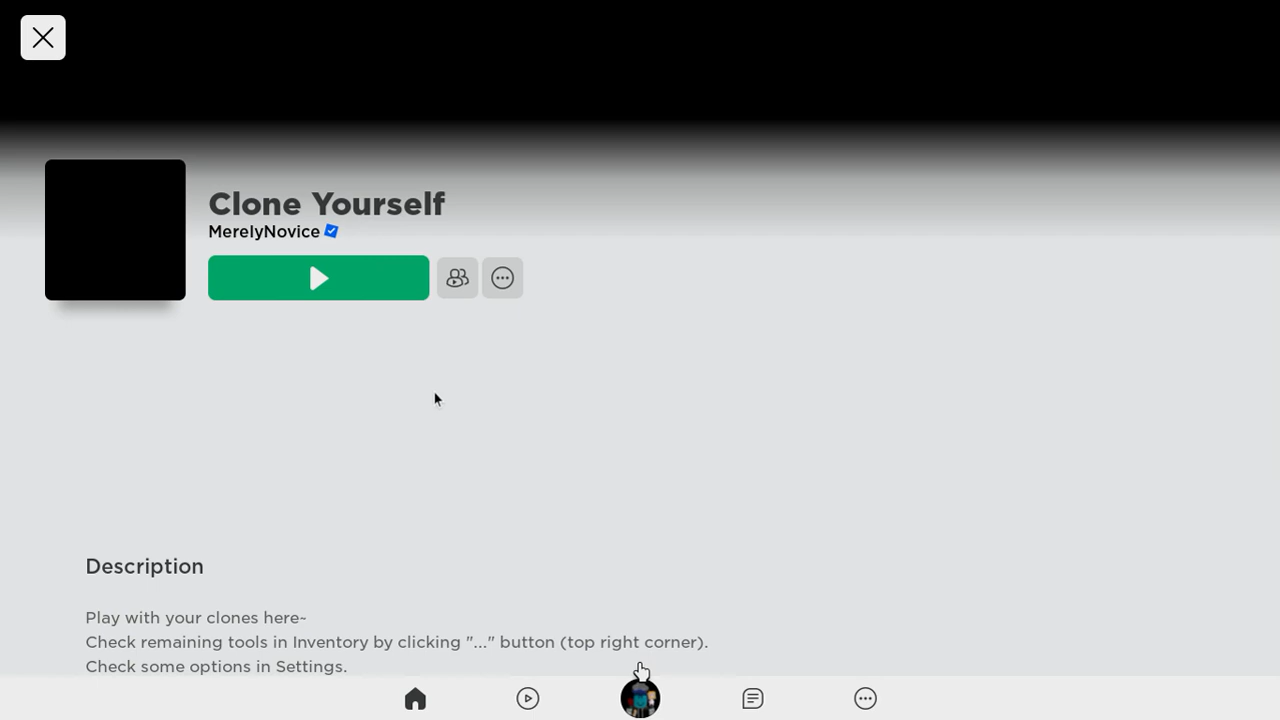 Clone Yourself
MerelyNovice
Description
Play with your clones here~
Check remaining tools in Inventory by clicking "..." button (top right corner).
Check some options in Settings.